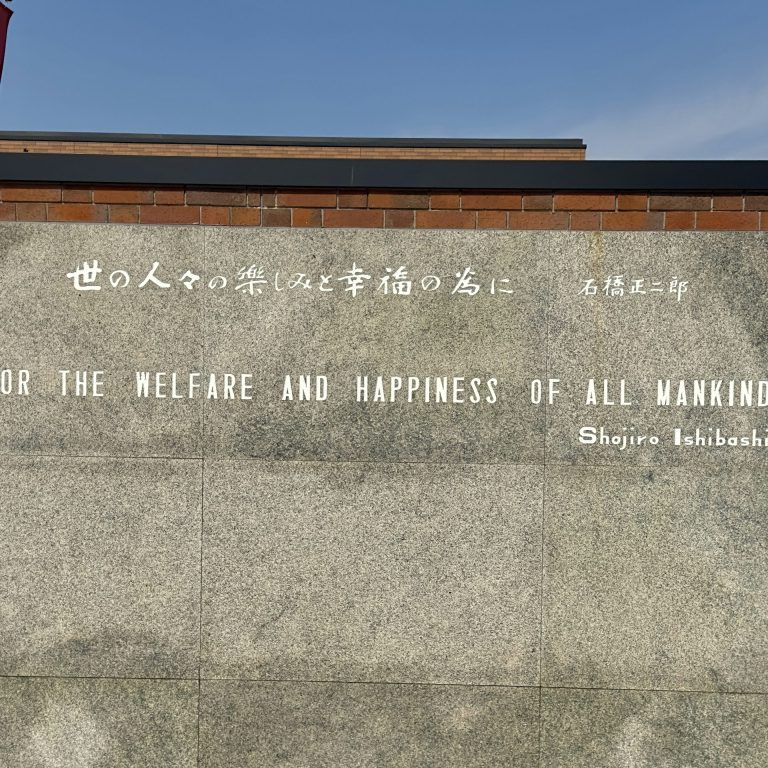 世の人々の楽しみと幸福の為に 石橋正二郎
OR THE WELFARE AND HAPPINESS OF ALL MANKIND
Shojiro Ishibashi